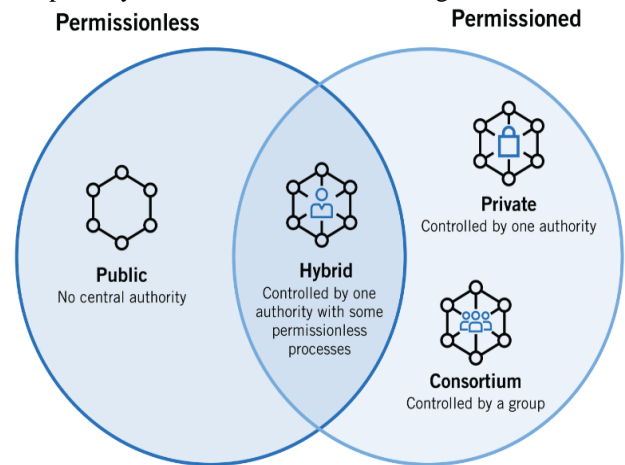 Permissionless
Permissioned
Public
No central authority
Hybrid
Controlled by one
authority with some
permissionless
processes
Private
Controlled by one authority
Consortium
Controlled by a group